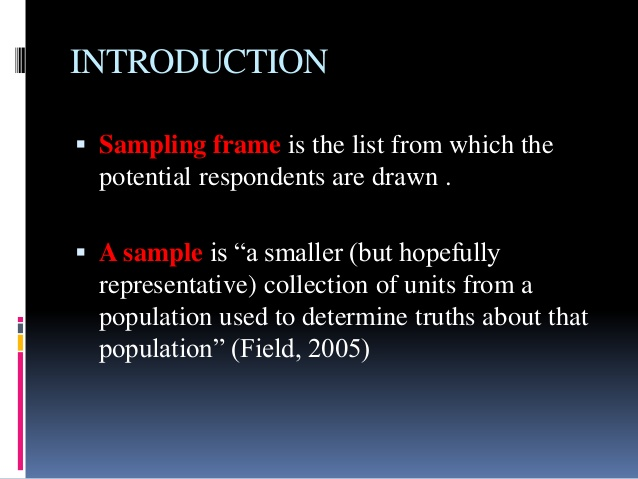 INTRODUCTION
▪ Sampling frame is the list from which the
potential respondents are drawn .
▪ A sample is “a smaller (but hopefully
representative) collection of units from a
population used to determine truths about that
population” (Field, 2005)